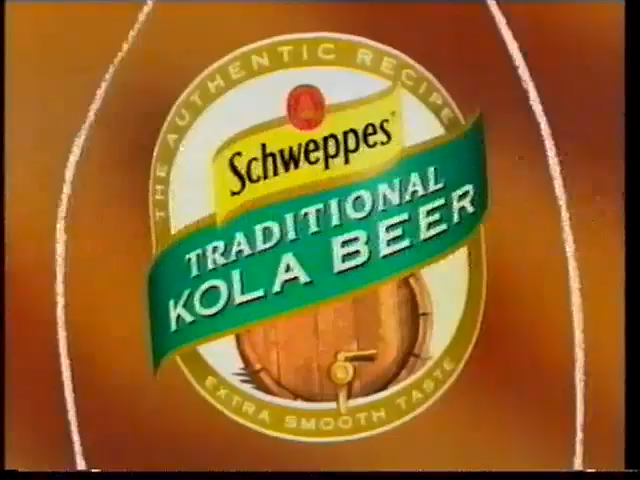 THE AUTHENTIC RECIPE
Schweppes
TRADITIONAL
KOLA BEER
EXTRA SMOOTH TASTE